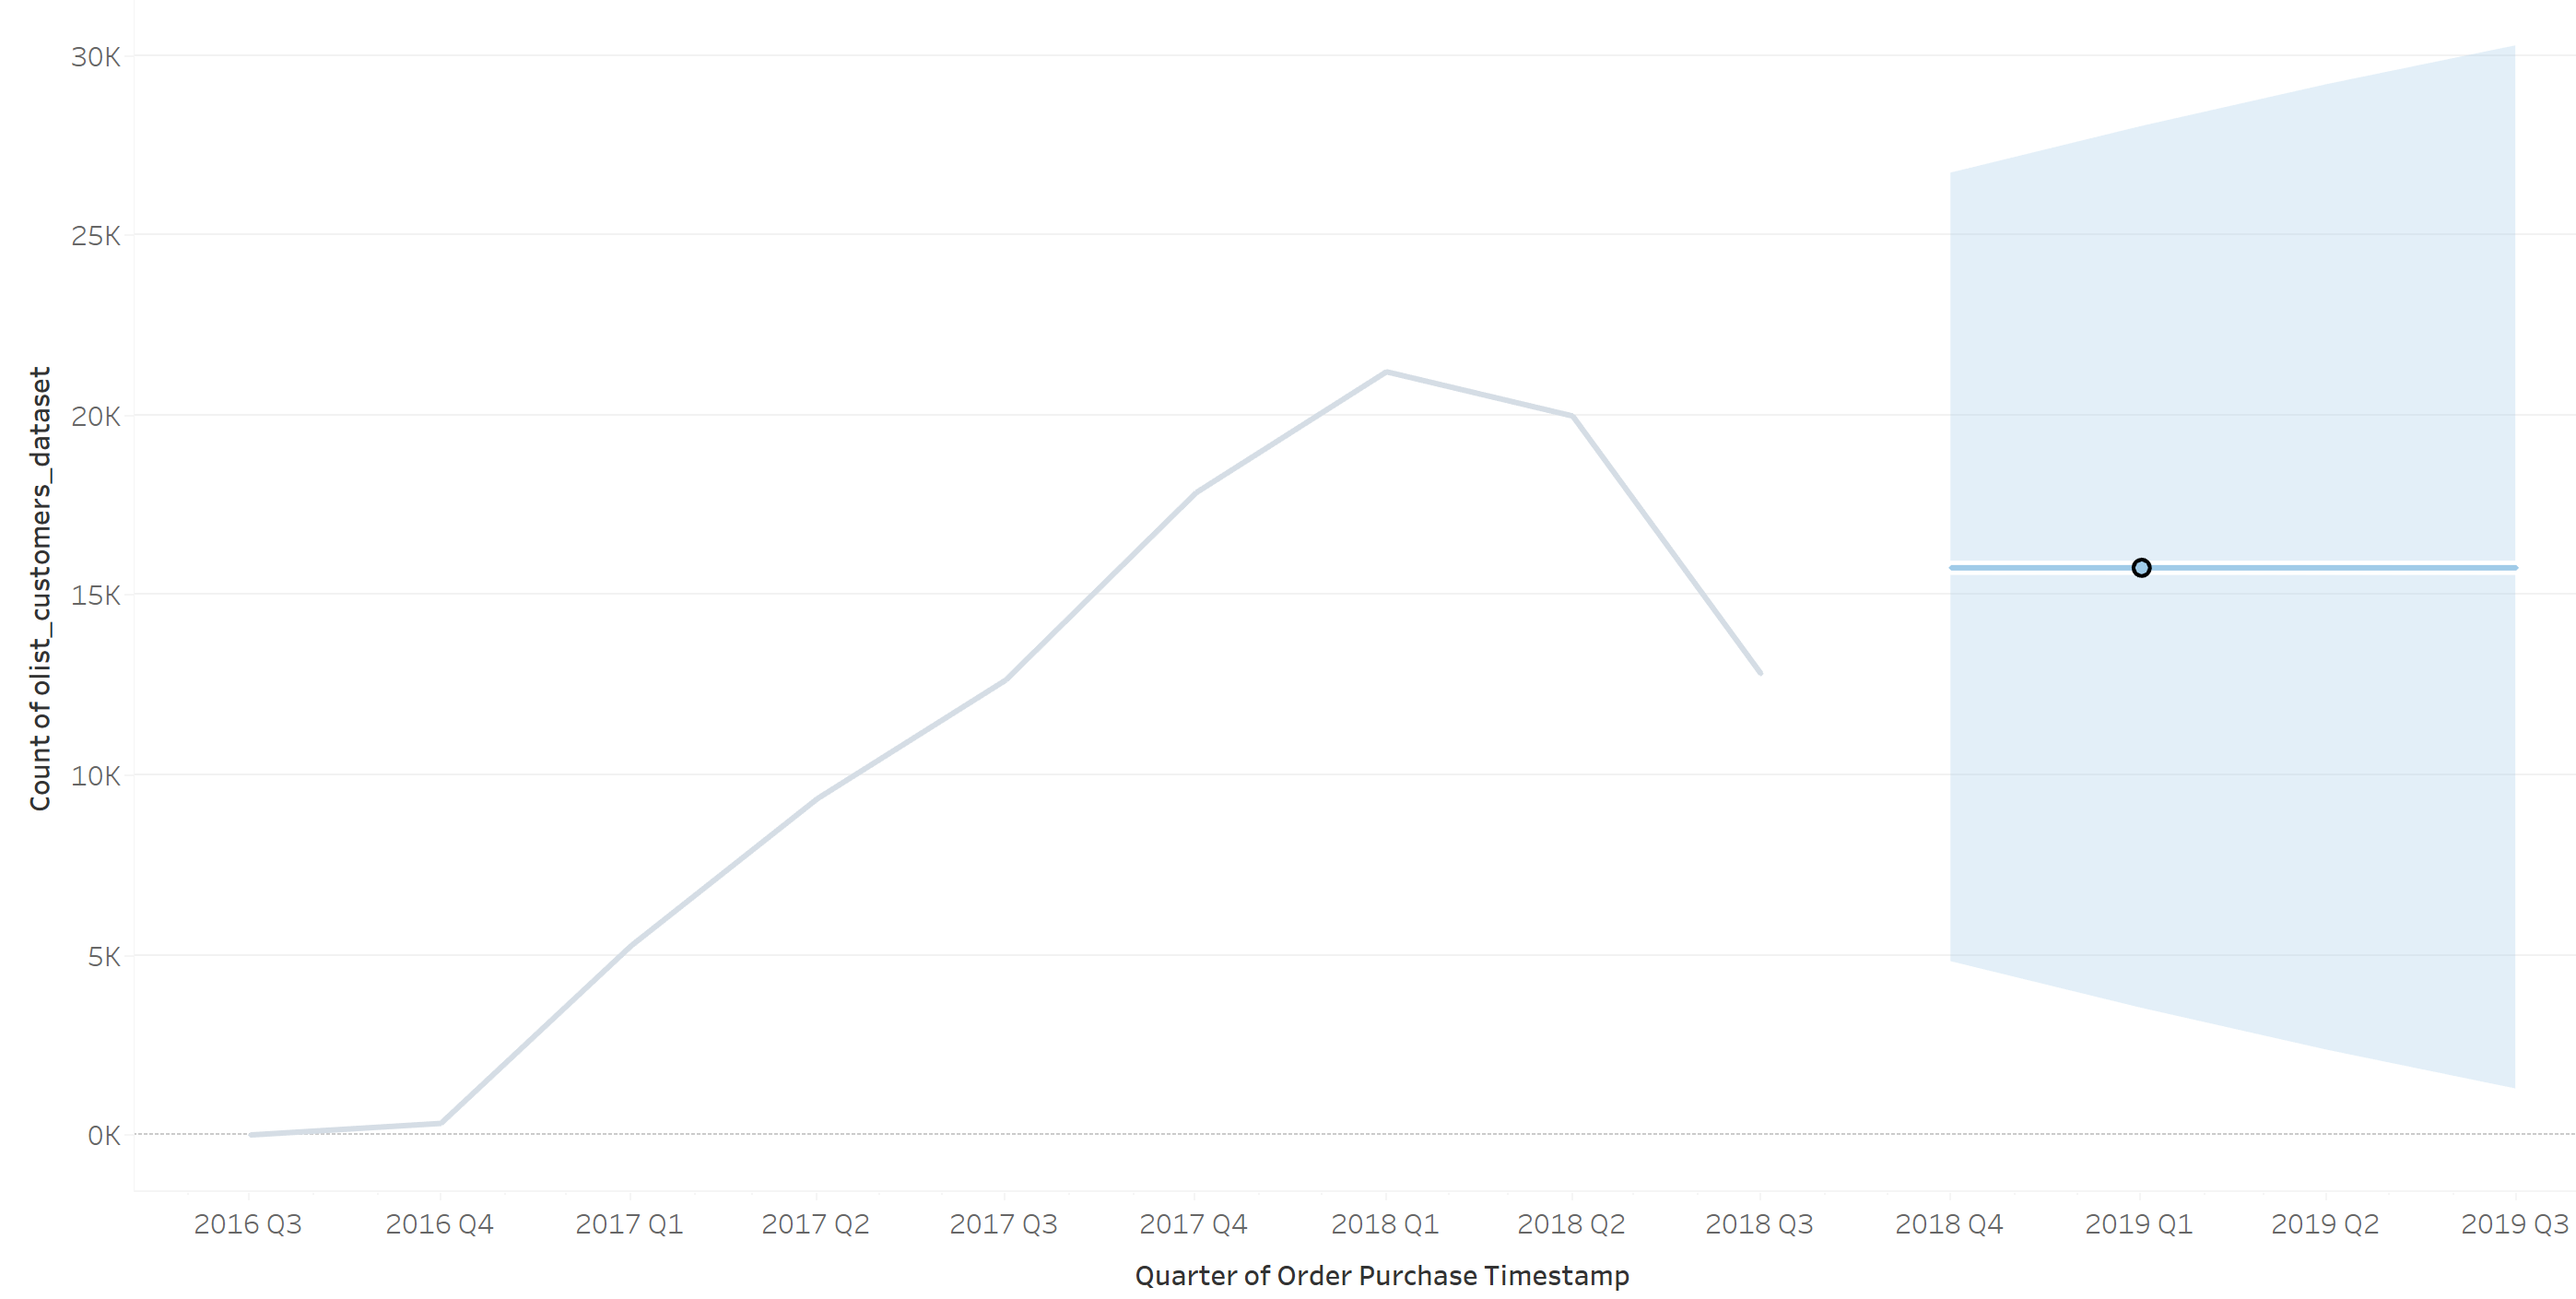 30K
25K
20K
15K
10K
5K
0K
Count of olist_customers_dataset
2016 Q3 2016 Q4 2017 Q1 2017 Q2 2017 Q3 2017 Q4 2018 Q1 2018 Q2 2018 Q3 2018 Q4 2019 Q1 2019 Q2 2019 Q3
Quarter of Order Purchase Timestamp